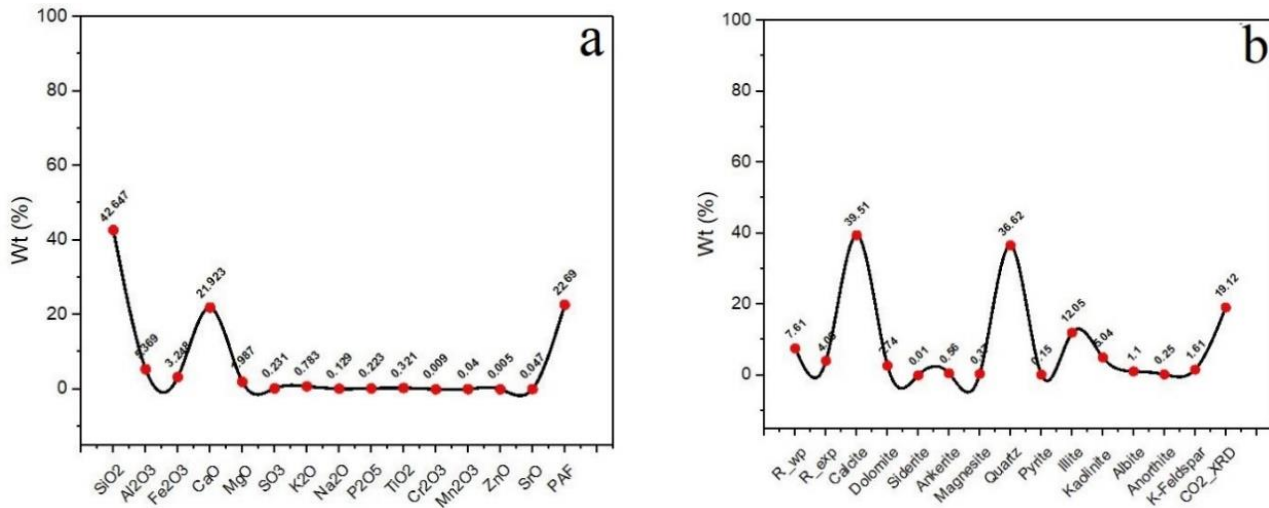 a
100
80
60
40
20
0
Wt (%)
42.647
3.248
21.923
0.231
0.783
0.129
0.223
0.321
0.009
0.04
0.005
0.047
22.69
SiO2
Al2O3
Fe2O3
CaO
MgO
SO3
K2O
Na2O
P2O5
TiO2
Cr2O3
Mn2O3
ZnO
SrO
PAF
b
100
80
60
40
20
0
Wt (%)
7.61
39.51
0.01
0.56
36.62
12.05
1.1
0.25
1.61
19.12
R_wp
R_exp
Calcite
Dolomite
Siderite
Ankerite
Magnesite
Quartz
Pyrite
Illite
Kaolinite
Albite
Anorthite
K-Feldspar
CO2_XRD